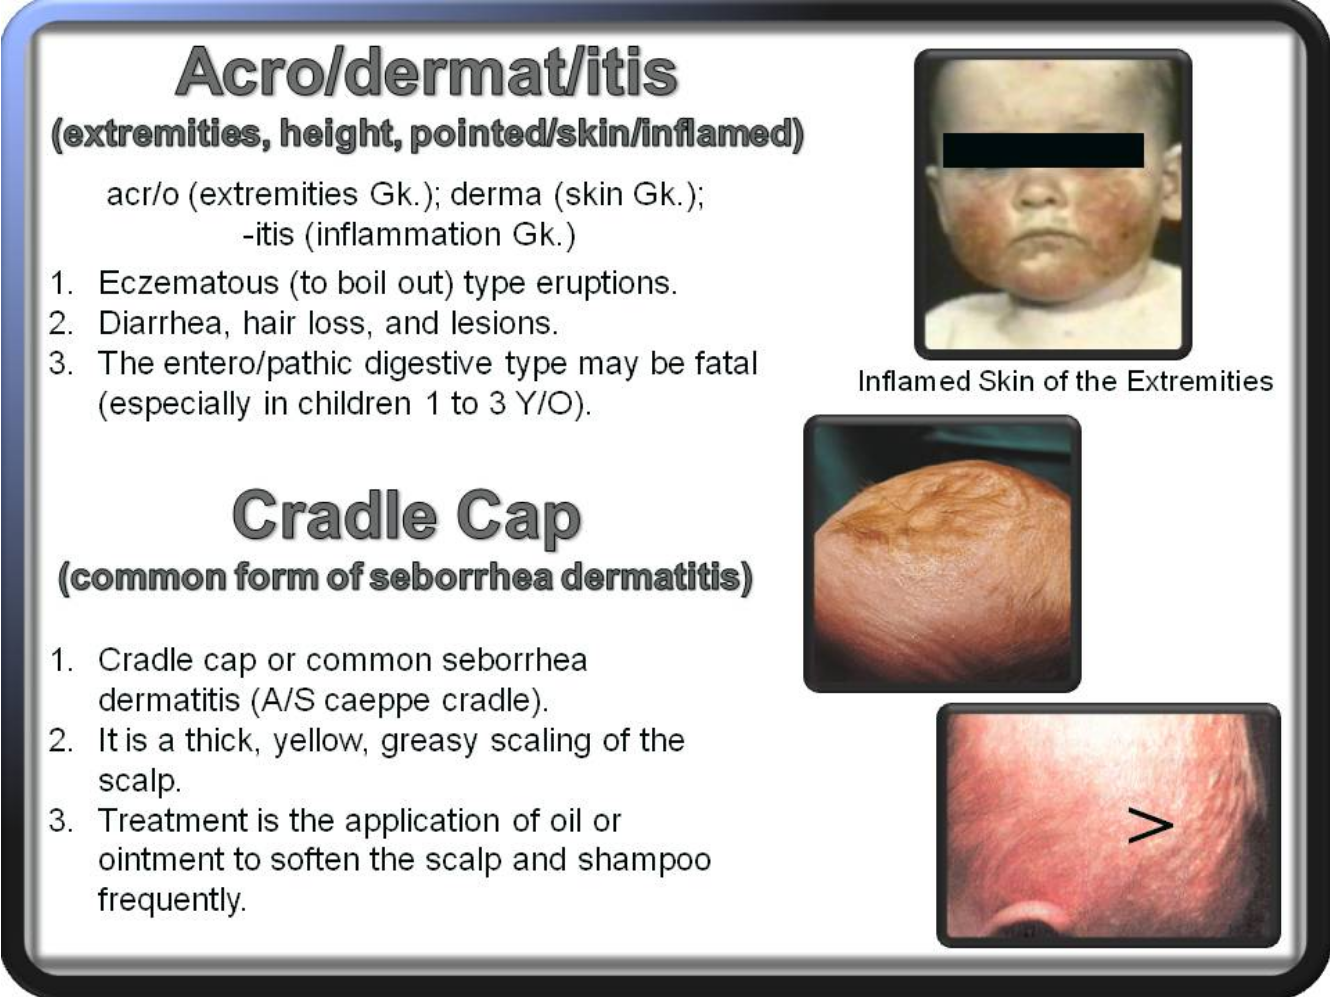 Acro/dermat/itis
(extremities, height, pointed/skin/inflamed)
acr/o (extremities Gk.); derma (skin Gk.);
-itis (inflammation Gk.)
1. Eczematous (to boil out) type eruptions.
2. Diarrhea, hair loss, and lesions.
3. The entero/pathic digestive type may be fatal
(especially in children 1 to 3 Y/O).
Inflamed Skin of the Extremities
Cradle Cap
(common form of seborrhea dermatitis)
1. Cradle cap or common seborrhea
dermatitis (A/S caeppe cradle).
2. It is a thick, yellow, greasy scaling of the
scalp.
3. Treatment is the application of oil or
ointment to soften the scalp and shampoo
frequently.
>